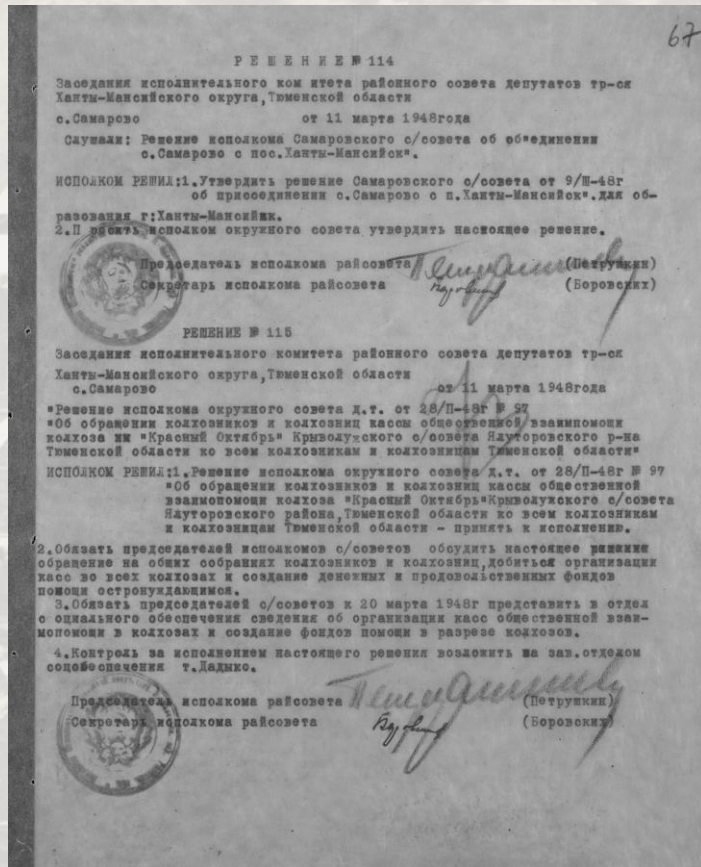 67
РЕШЕНИЕ № 114
Заседания исполнительного ком итета районного совета депутатов тр-ся
Ханты-Мансийского округа,Тюменской области
с.Самарово от 11 марта 1948года
Слушали: Решение исполкома Самаровского с/совета об об"единении
с.Самарово с пос.Ханты-Мансийск".
ИСПОЛКОМ РЕШИЛ:1.Утвердить решение Самаровского с/совета от 9/Ш-48г
об присоединении с.Самарово с п.Ханты-Мансийск".для об-
разования г:Ханты-Мансийск.
2.П росить исполком окружного совета утвердить настоящее решение.
Председатель исполкома райсовета (Петрушкин)
Секретарь исполкома райсовета (Боровских)
РЕШЕНИЕ № 115
Заседания исполнительного комитета районного совета депутатов тр-ся
Ханты-Мансийского округа,Тюменской области
с.Самарово от 11 марта 1948года
"Решение исполкома окружного совета д.т. от 28/П-48г № 97
"Об обращении колхозников и колхозниц кассы общественной взаимпомощи
колхоза им "Красный Октябрь" Крыволужского с/совета Ялуторовского р-на
Тюменской области ко всем колхозникам и колхозницам Тюменской области"
ИСПОЛКОМ РЕШИЛ:1.Решение исполкома окружного совета д.т. от 28/П-48г № 97
"Об обращении колхозников и колхозниц кассы общественной
взаимопомощи колхоза "Красный Октябрь"Крыволужского с/совета
Ялуторовского района,Тюменской области ко всем колхозникам
и колхозницам Тюменской области - принять к исполнению.
2.Обязать председателей исполкомов с/советов обсудить настоящее решение
обращение на общих собраниях колхозников и колхозниц,добиться организации
касс во всех колхозах и создание денежных и продовольственных фондов
помощи остронуждающимся.
3.Обязать председателей с/советов к 20 марта 1948г представить в отдел
с оциального обеспечения сведения об организации касс общественной взаи-
мопомощи в колхозах и создание фондов помощи в разрезе колхозов.
4.Контроль за исполнением настоящего решения возложить на зав.отделом
соцобеспечения т.Дадыко.
Председатель исполкома райсовета (Петрушкин)
Секретарь исполкома райсовета (Боровских)